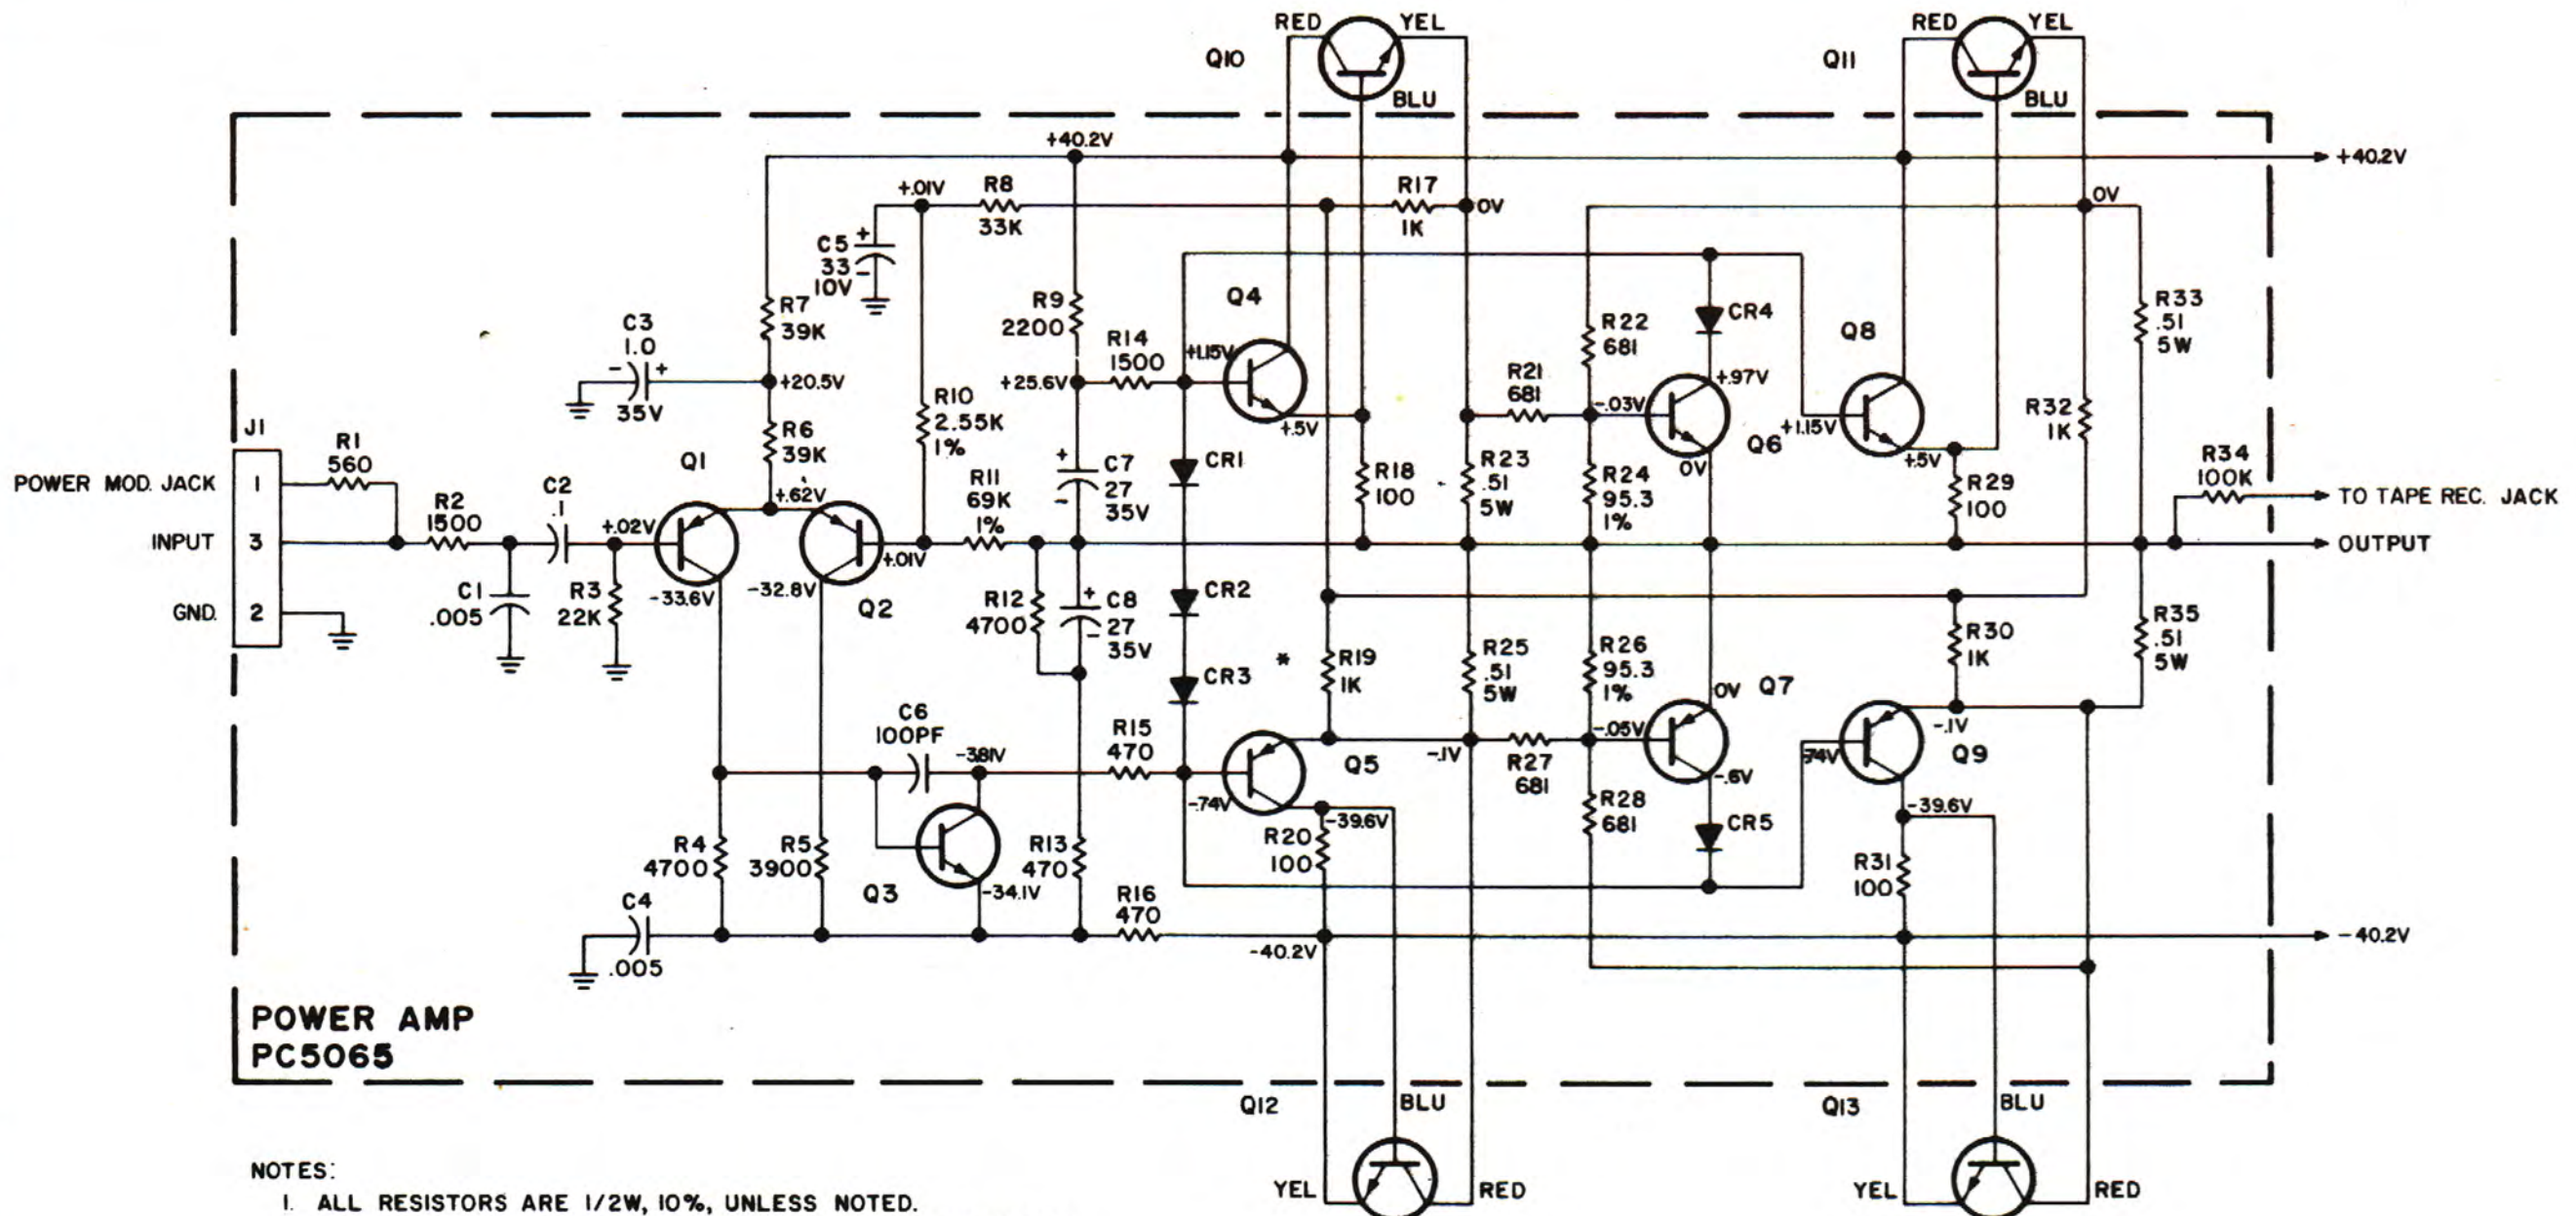 RED YEL RED YEL
Q10 Q11
BLU BLU
+40.2V
+40.2V
+.01V R8 R17
33K 1K
0V 0V
C5
33
10V
+ -
R7
39K
R9
2200
Q4
CR4
R33
.51
5W
C3
1.0
- +
35V
+20.5V
+25.6V
R14
1500
+1.15V
+.5V
R22
681
Q8
R10
2.55K
1%
R21
681
-.03V
+.97V
Q6
0V
+1.15V
+.5V
R32
1K
J1
R1
560
R6
39K
Q1
+.62V
POWER MOD. JACK 1
R2
1500
C2
.1
+.02V
R11
69K
1%
+
C7
27
35V
-
CR1
R18
100
R23
.51
5W
R24
95.3
1%
R29
100
R34
100K
TO TAPE REC. JACK
INPUT 3
OUTPUT
+.01V
C1
.005
R3
22K
-33.6V
-32.8V
Q2
R12
4700
+
C8
27
35V
-
CR2
GND. 2
CR3
*
R19
1K
R25
.51
5W
R26
95.3
1%
R30
1K
R35
.51
5W
0V Q7
C6
100PF
-38.1V
R15
470
-.74V
Q5
-.1V
R27
681
-.05V
-.6V
-.74V
-.1V
Q9
R4
4700
R5
3900
Q3
-34.1V
R13
470
R20
100
-39.6V
R28
681
CR5
-39.6V
R31
100
C4
.005
R16
470
-40.2V
-40.2V
POWER AMP
PC5065
Q12 BLU Q13 BLU
YEL RED YEL RED
NOTES:
1. ALL RESISTORS ARE 1/2W, 10%, UNLESS NOTED.